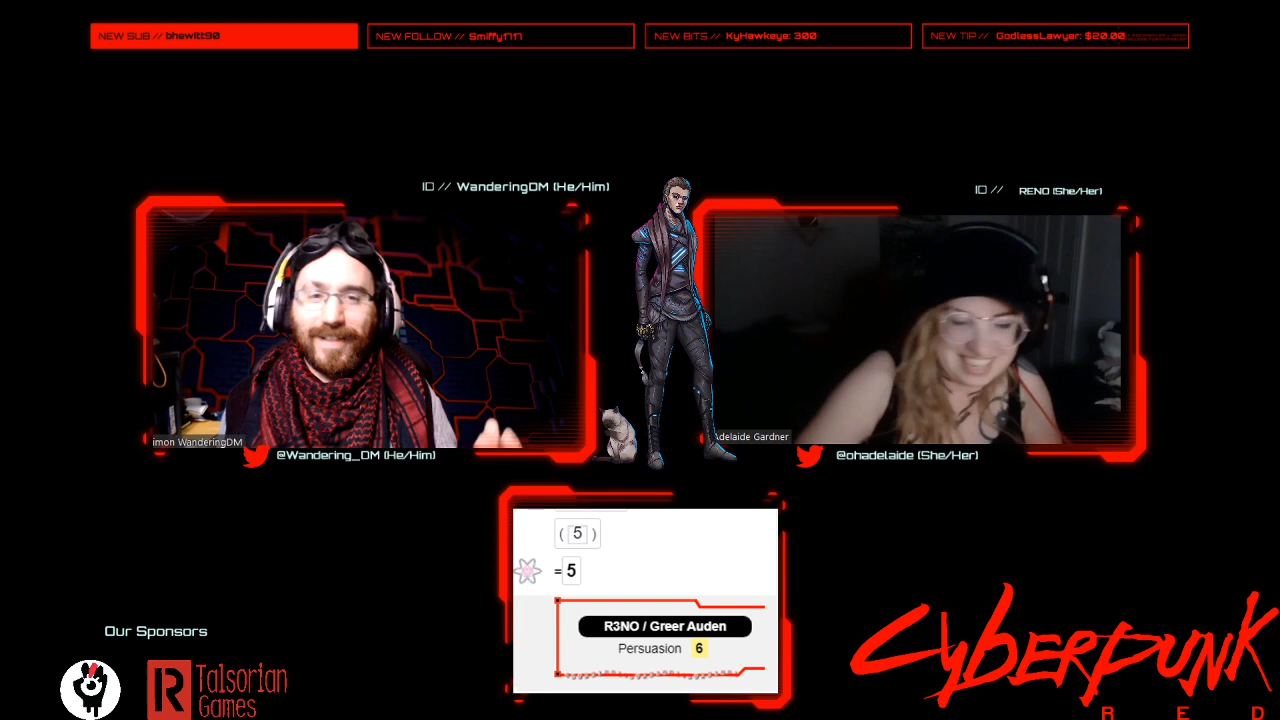 NEW SUB // bhewitt90
NEW FOLLOW // Smiffy1717
NEW BITS // KyHawkeye: 300
NEW TIP // GodlessLawyer: $20.00
ID // WanderingDM (He/Him)
ID // RENO (She/Her)
imon WanderingDM
Adelaide Gardner
@Wandering_DM (He/Him)
@ohadelaide (She/Her)
( 5 )
=5
R3NO / Greer Auden
Persuasion 6
Our Sponsors
R Talsorian
Games
Cyberpunk
RED